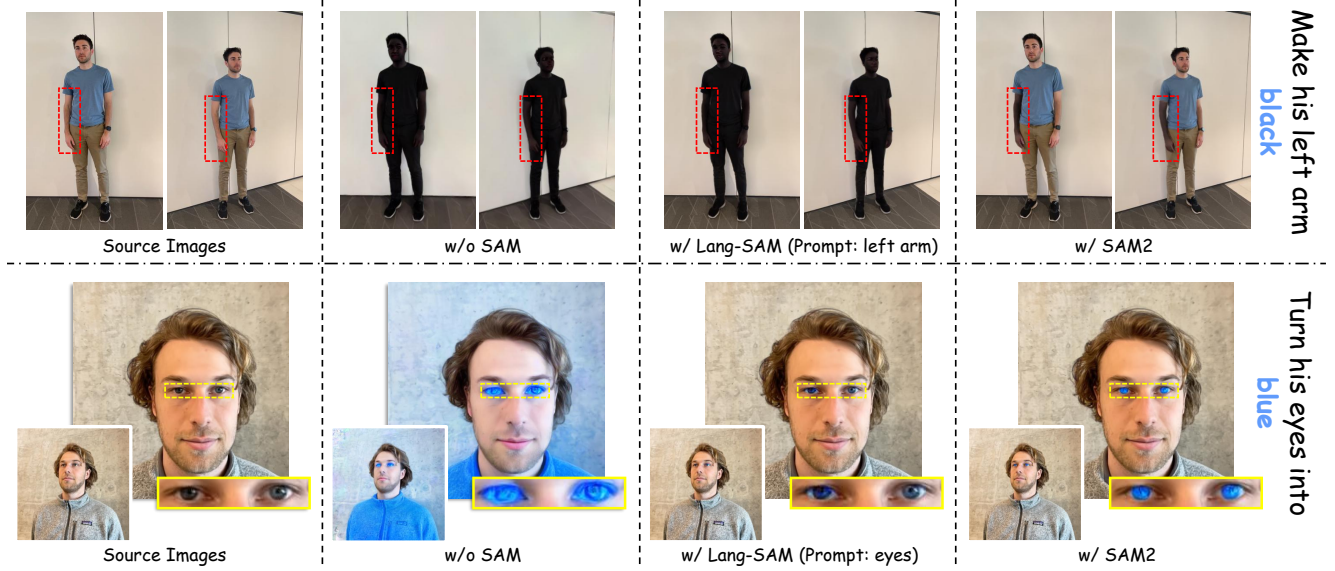 Source Images
w/o SAM
w/ Lang-SAM (Prompt: left arm)
w/ SAM2
Make his left arm
black
Source Images
w/o SAM
w/ Lang-SAM (Prompt: eyes)
w/ SAM2
Turn his eyes into
blue